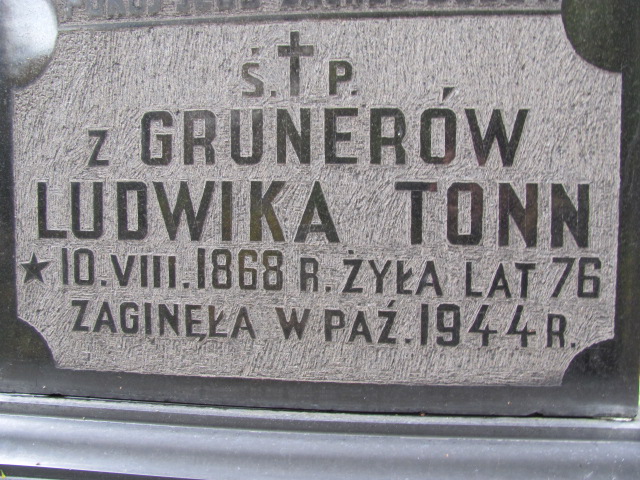 Ś. P.
z GRUNERÓW
LUDWIKA TONN
* 10.VIII.1868 R. ŻYŁA LAT 76
ZAGINĘŁA W PAŹ. 1944 R.